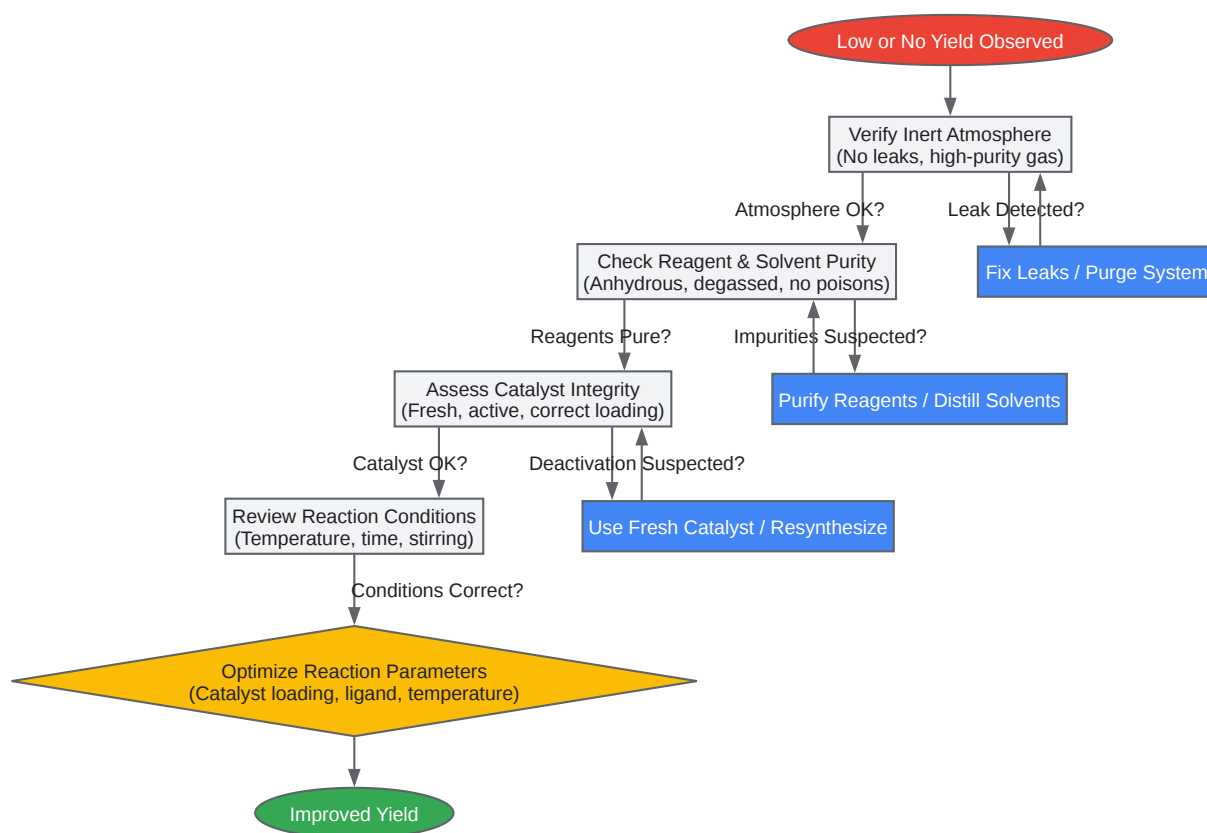 Low or No Yield Observed
Verify Inert Atmosphere
(No leaks, high-purity gas)
Atmosphere OK?
Leak Detected?
Check Reagent & Solvent Purity
(Anhydrous, degassed, no poisons)
Fix Leaks / Purge System
Reagents Pure?
Impurities Suspected?
Assess Catalyst Integrity
(Fresh, active, correct loading)
Purify Reagents / Distill Solvents
Catalyst OK?
Deactivation Suspected?
Review Reaction Conditions
(Temperature, time, stirring)
Use Fresh Catalyst / Resynthesize
Conditions Correct?
Optimize Reaction Parameters
(Catalyst loading, ligand, temperature)
Improved Yield